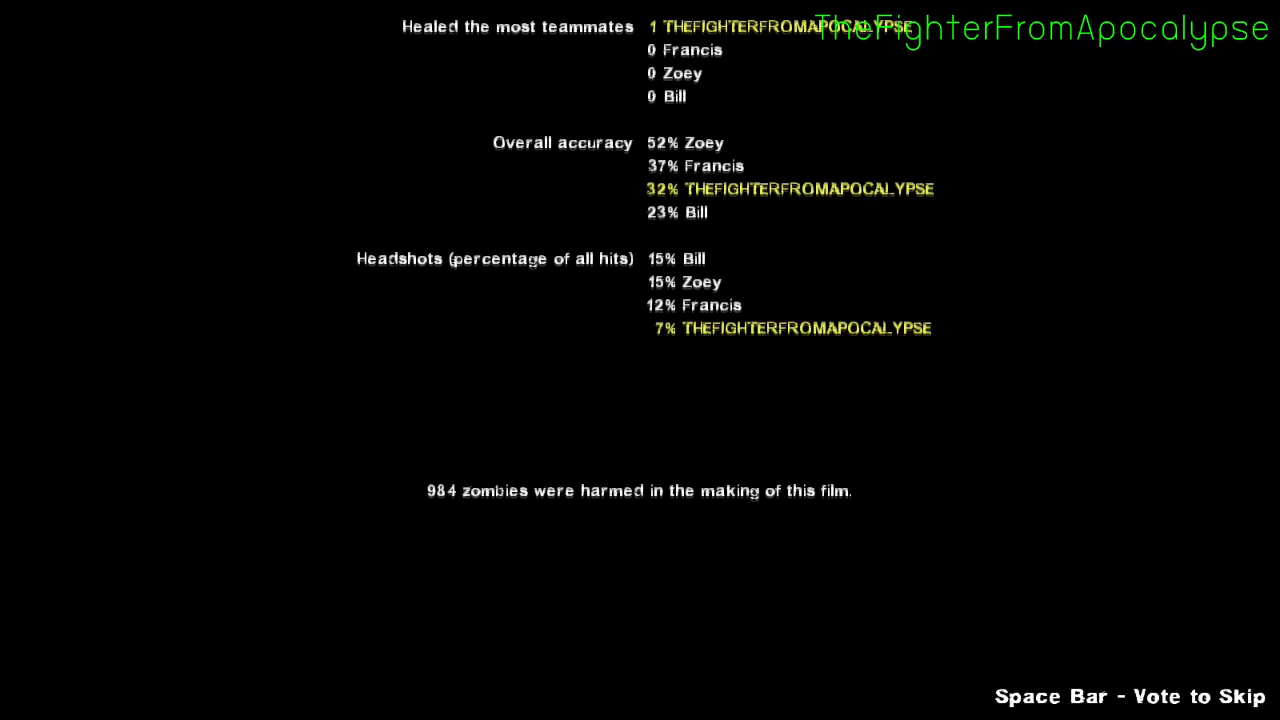 TheFighterFromApocalypse
Healed the most teammates 1 THEFIGHTERFROMAPOCALYPSE
0 Francis
0 Zoey
0 Bill
Overall accuracy 52% Zoey
37% Francis
32% THEFIGHTERFROMAPOCALYPSE
23% Bill
Headshots (percentage of all hits) 15% Bill
15% Zoey
12% Francis
7% THEFIGHTERFROMAPOCALYPSE
984 zombies were harmed in the making of this film.
Space Bar - Vote to Skip